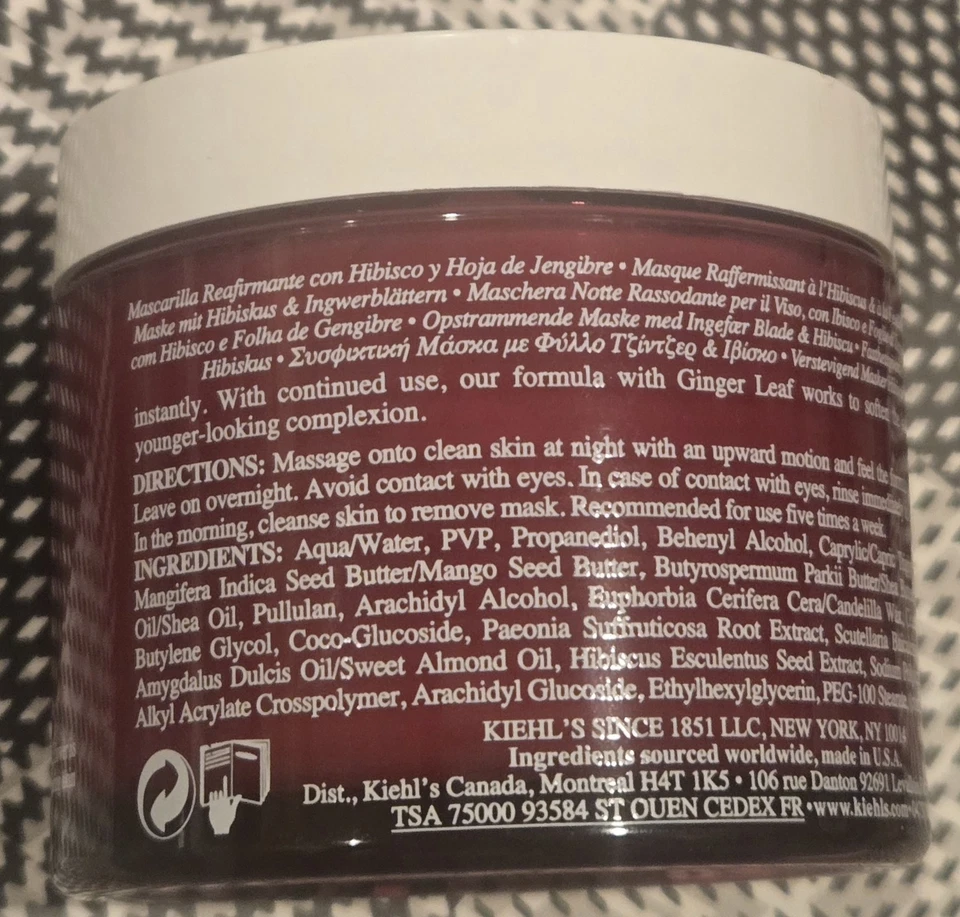 Mascarilla Reafirmante con Hibisco y Hoja de Jengibre • Masque Raffermissant à l'Hibiscus & à la
Maske mit Hibiskus & Ingwerblättern • Maschera Notte Rassodante per il Viso, con Ibisco e
com Hibisco e Folha de Gengibre • Opstrammende Maske med Ingefær Blade & Hibiscus •
Hibiskus • Συσφικτική Μάσκα με Φύλλο Τζίντζερ & Ιβίσκο • Verstevigend Masker
instantly. With continued use, our formula with Ginger Leaf works to soften
younger-looking complexion.
DIRECTIONS: Massage onto clean skin at night with an upward motion and feel the
Leave on overnight. Avoid contact with eyes. In case of contact with eyes, rinse
In the morning, cleanse skin to remove mask. Recommended for use five times a week.
INGREDIENTS: Aqua/Water, PVP, Propanediol, Behenyl Alcohol, Caprylic/Capric
Mangifera Indica Seed Butter/Mango Seed Butter, Butyrospermum Parkii Butter/Shea
Oil/Shea Oil, Pullulan, Arachidyl Alcohol, Euphorbia Cerifera Cera/Candelilla Wax,
Butylene Glycol, Coco-Glucoside, Paeonia Suffruticosa Root Extract, Scutellaria
Amygdalus Dulcis Oil/Sweet Almond Oil, Hibiscus Esculentus Seed Extract, Sodium
Alkyl Acrylate Crosspolymer, Arachidyl Glucoside, Ethylhexylglycerin, PEG-100
KIEHL'S SINCE 1851 LLC, NEW YORK, NY
Ingredients sourced worldwide, made in U.S.A.
Dist., Kiehl's Canada, Montreal H4T 1K5 • 106 rue Danton 92691
TSA 75000 93584 ST OUEN CEDEX FR • www.kiehls.com